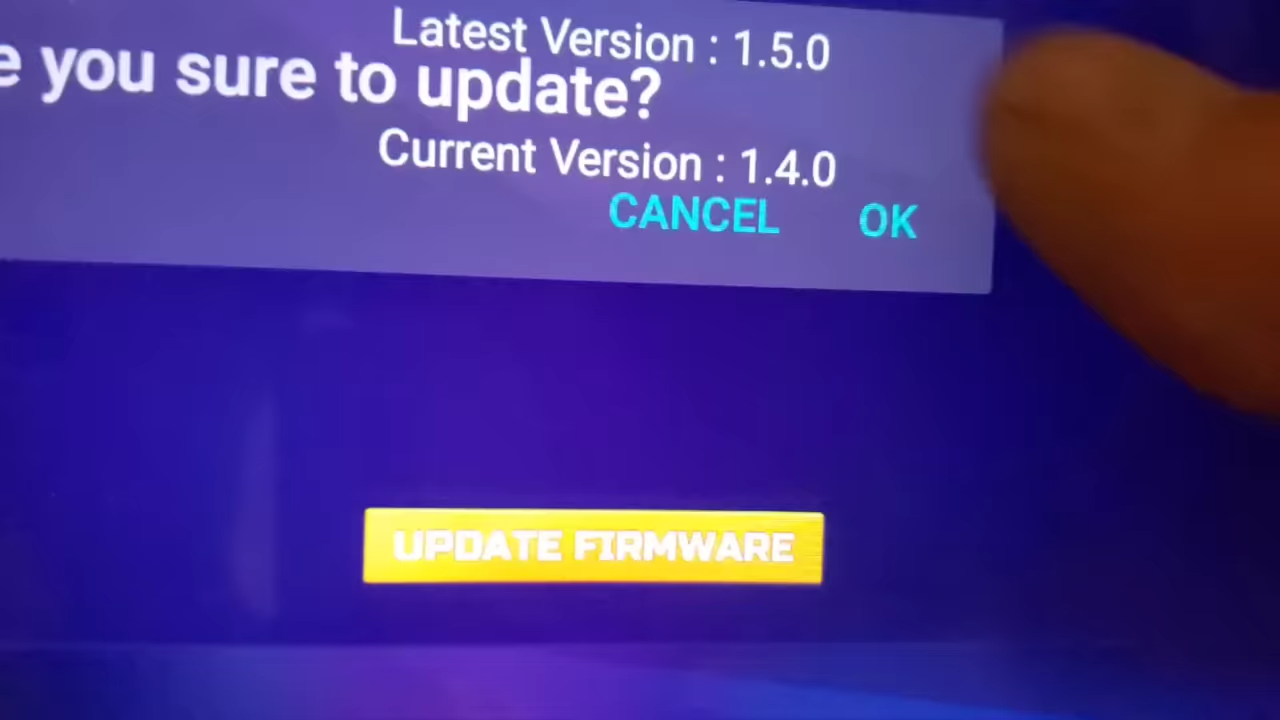 Latest Version : 1.5.0
you sure to update?
Current Version : 1.4.0
CANCEL OK
UPDATE FIRMWARE